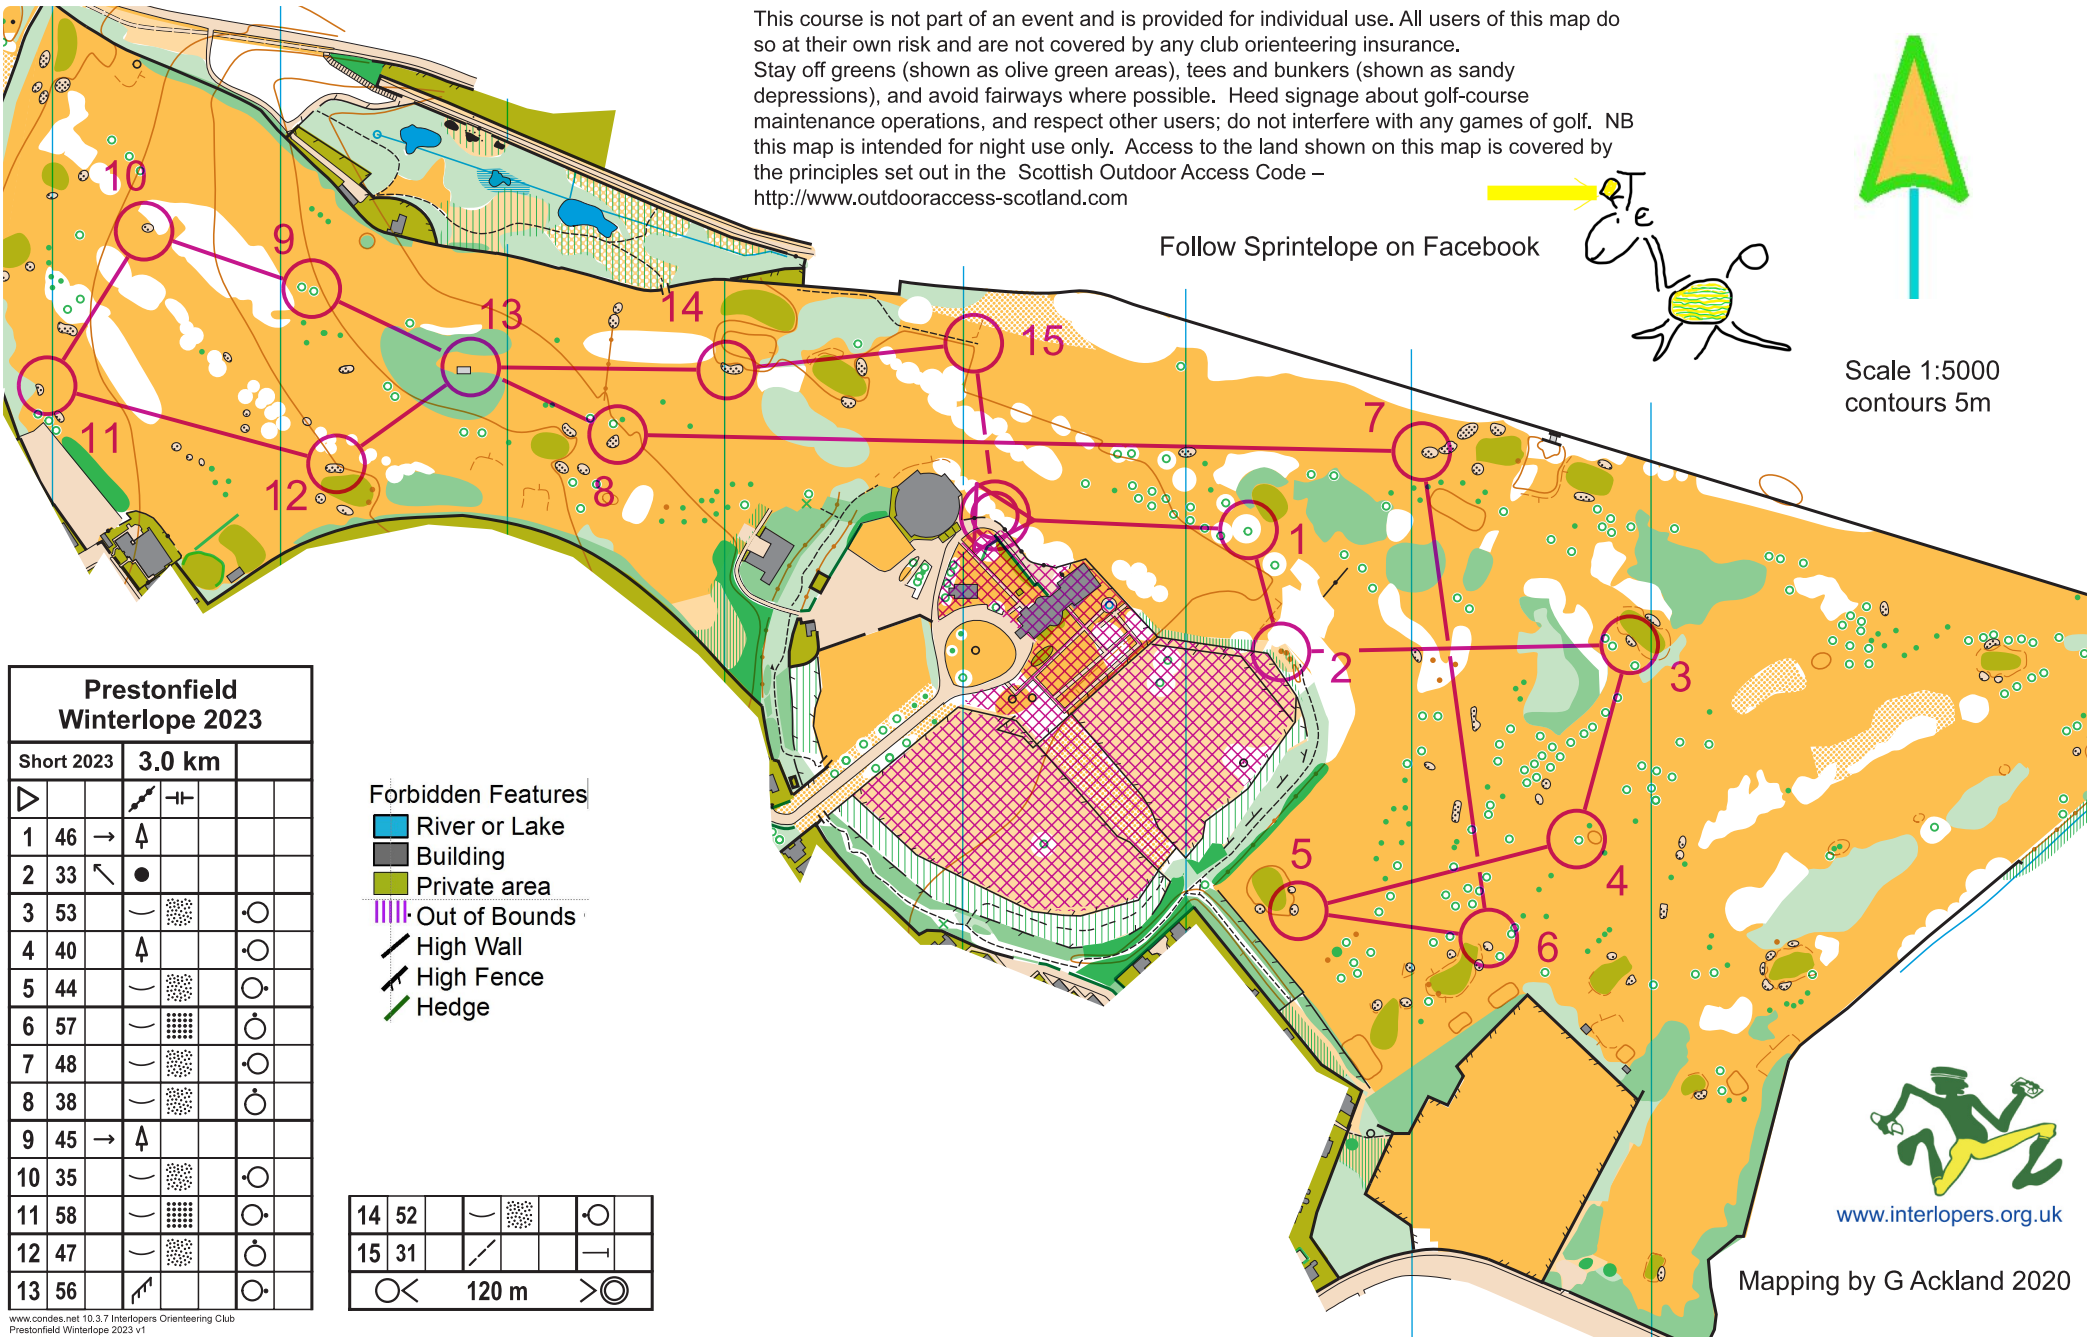 This course is not part of an event and is provided for individual use. All users of this map do
so at their own risk and are not covered by any club orienteering insurance.
Stay off greens (shown as olive green areas), tees and bunkers (shown as sandy
depressions), and avoid fairways where possible.  Heed signage about golf-course
maintenance operations, and respect other users; do not interfere with any games of golf.  NB
this map is intended for night use only.  Access to the land shown on this map is covered by
the principles set out in the  Scottish Outdoor Access Code –
http://www.outdooraccess-scotland.com
Follow Sprintelope on Facebook
Scale 1:5000
contours 5m
10
9
13
14
15
7
11
12
8
1
2
3
5
4
6
Prestonfield
Winterlope 2023
Short 2023 3.0 km
1 46
2 33
3 53
4 40
5 44
6 57
7 48
8 38
9 45
10 35
11 58
12 47
13 56
14 52
15 31
120 m
Forbidden Features
River or Lake
Building
Private area
Out of Bounds
High Wall
High Fence
Hedge
www.interlopers.org.uk
Mapping by G Ackland 2020
www.condes.net 10.3.7 Interlopers Orienteering Club
Prestonfield Winterlope 2023 v1